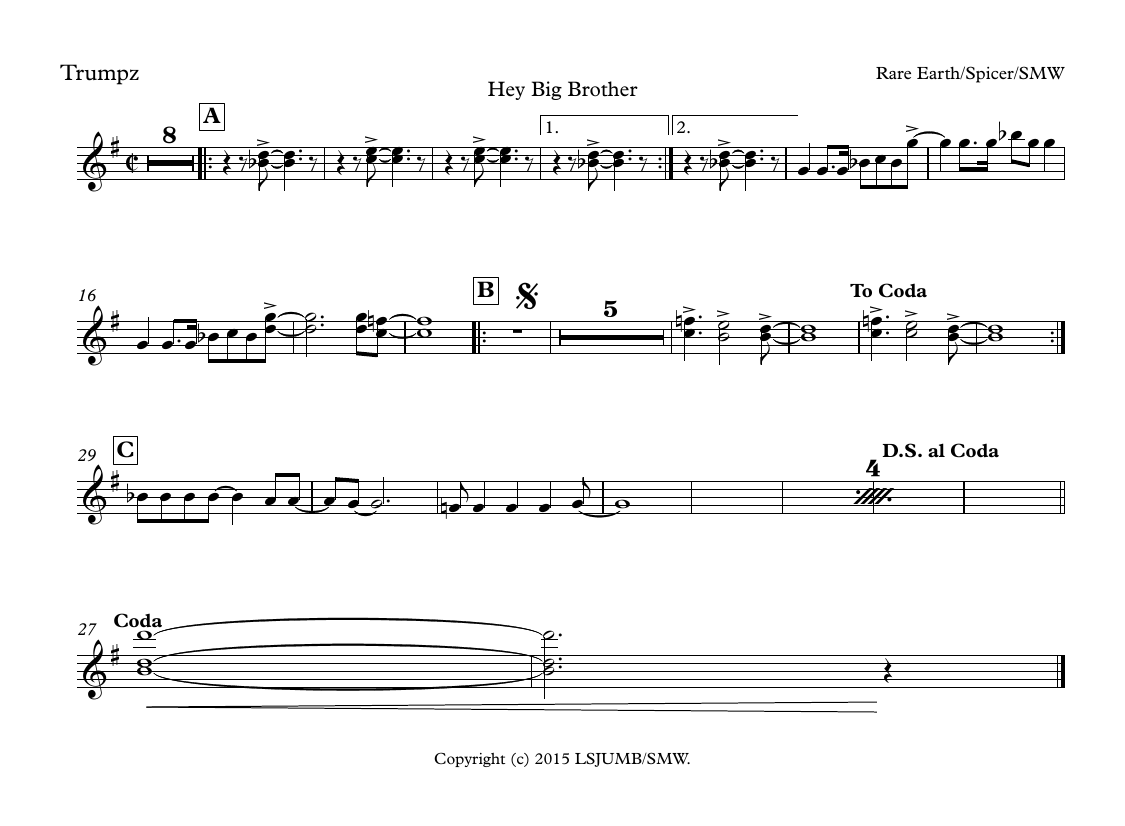 Trumpz
Rare Earth/Spicer/SMW
Hey Big Brother
A
8
1.
2.
16
B
5
To Coda
29
C
4
D.S. al Coda
27
Coda
Copyright (c) 2015 LSJUMB/SMW.